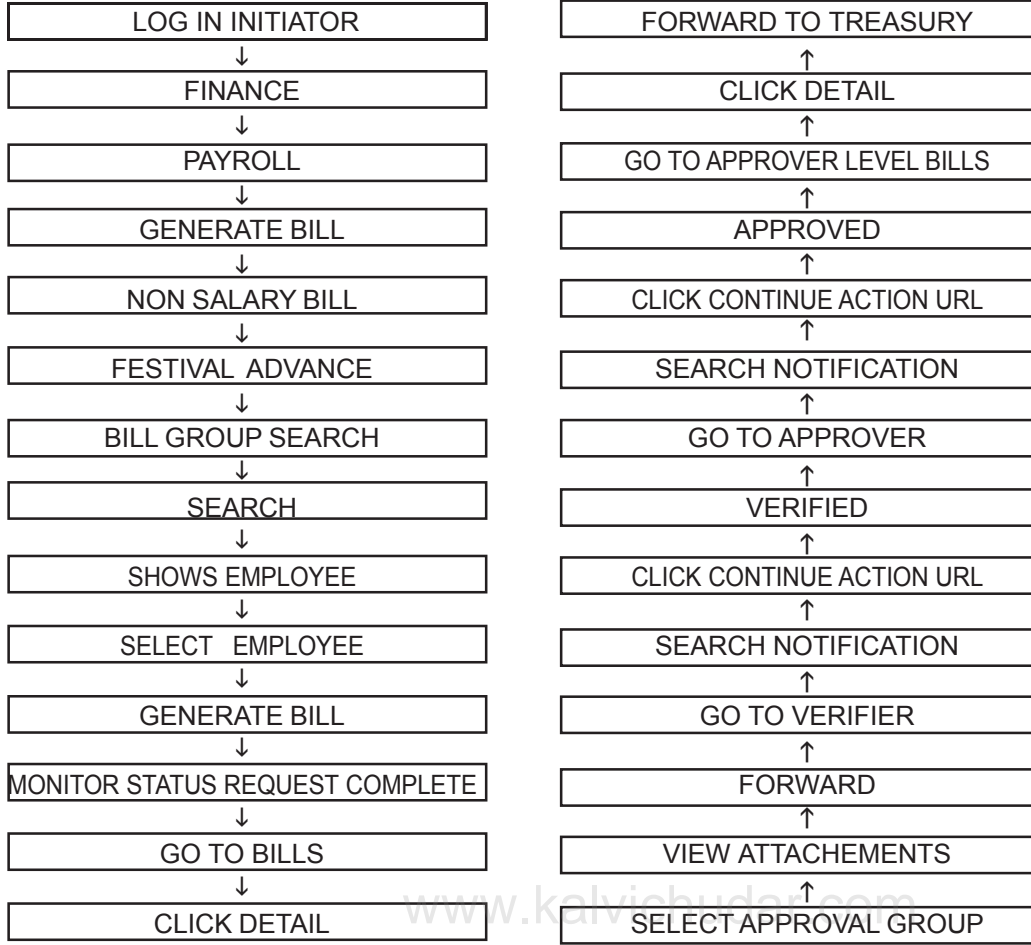 LOG IN INITIATOR
FINANCE
PAYROLL
GENERATE BILL
NON SALARY BILL
FESTIVAL ADVANCE
BILL GROUP SEARCH
SEARCH
SHOWS EMPLOYEE
SELECT EMPLOYEE
GENERATE BILL
MONITOR STATUS REQUEST COMPLETE
GO TO BILLS
CLICK DETAIL
FORWARD TO TREASURY
CLICK DETAIL
GO TO APPROVER LEVEL BILLS
APPROVED
CLICK CONTINUE ACTION URL
SEARCH NOTIFICATION
GO TO APPROVER
VERIFIED
CLICK CONTINUE ACTION URL
SEARCH NOTIFICATION
GO TO VERIFIER
FORWARD
VIEW ATTACHEMENTS
SELECT APPROVAL GROUP
www.kalvichudar.com